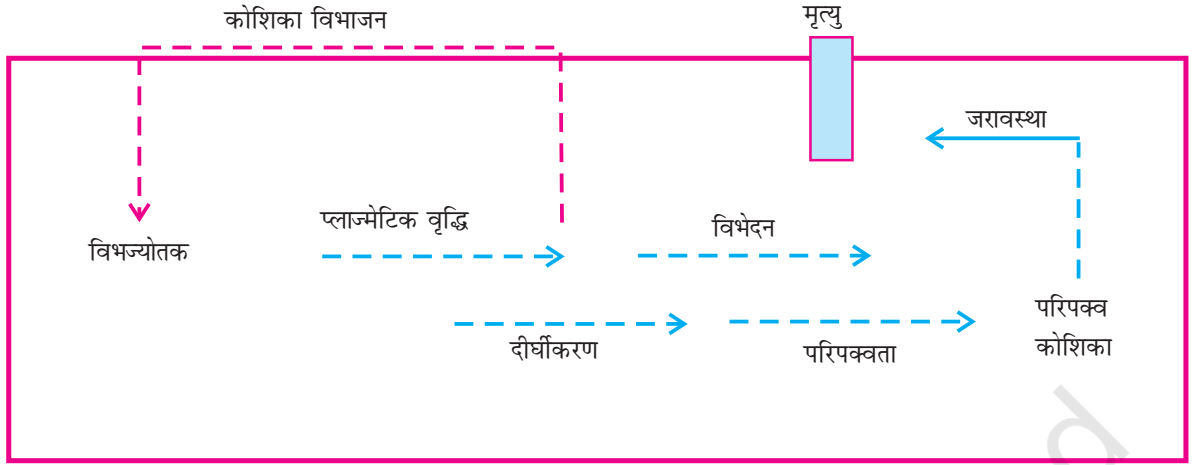 कोशिका विभाजन
मृत्यु
जरावस्था
प्लाज्मेटिक वृद्धि
विभेदन
विभज्योतक
परिपक्व
कोशिका
दीर्घीकरण
परिपक्वता
d